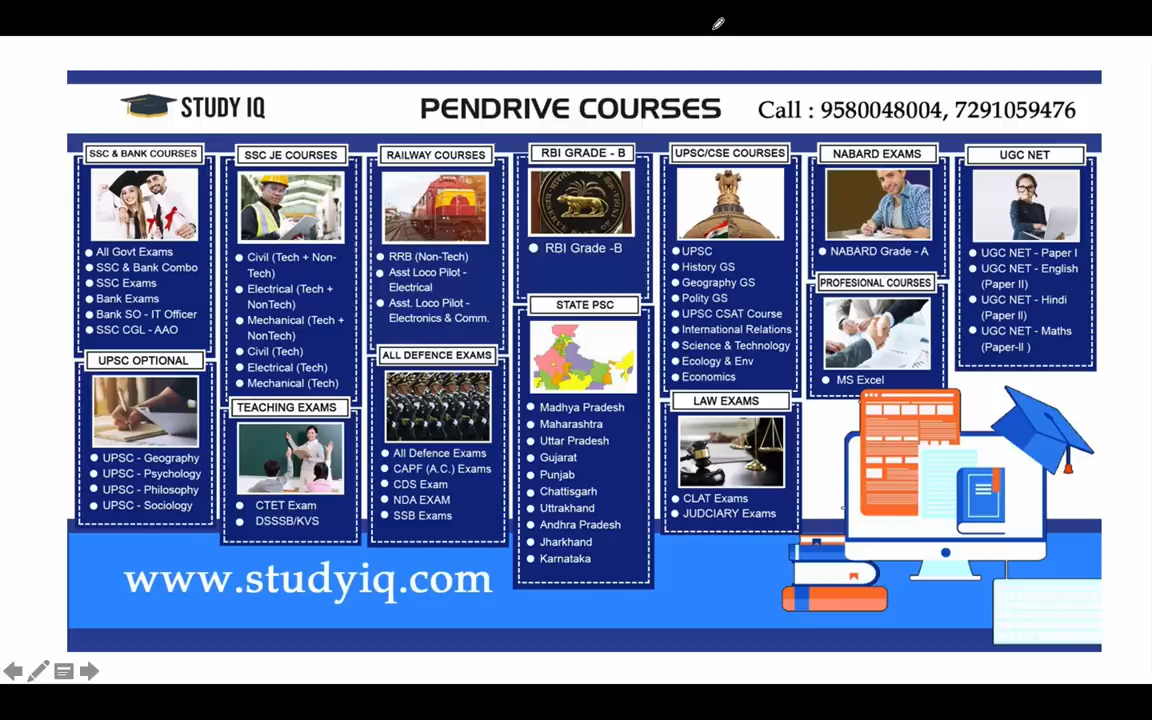 STUDY IQ
PENDRIVE COURSES
Call : 9580048004, 7291059476
SSC & BANK COURSES
All Govt Exams
SSC & Bank Combo
SSC Exams
Bank Exams
Bank SO - IT Officer
SSC CGL - AAO
UPSC OPTIONAL
UPSC - Geography
UPSC - Psychology
UPSC - Philosophy
UPSC - Sociology
SSC JE COURSES
Civil (Tech + Non-
Tech)
Electrical (Tech +
NonTech)
Mechanical (Tech +
NonTech)
Civil (Tech)
Electrical (Tech)
Mechanical (Tech)
TEACHING EXAMS
CTET Exam
DSSSB/KVS
RAILWAY COURSES
RRB (Non-Tech)
Asst Loco Pilot -
Electrical
Asst. Loco Pilot -
Electronics & Comm.
ALL DEFENCE EXAMS
All Defence Exams
CAPF (A.C.) Exams
CDS Exam
NDA EXAM
SSB Exams
RBI GRADE - B
RBI Grade -B
STATE PSC
Madhya Pradesh
Maharashtra
Uttar Pradesh
Gujarat
Punjab
Chattisgarh
Uttrakhand
Andhra Pradesh
Jharkhand
Karnataka
UPSC/CSE COURSES
UPSC
History GS
Geography GS
Polity GS
UPSC CSAT Course
International Relations
Science & Technology
Ecology & Env
Economics
LAW EXAMS
CLAT Exams
JUDICIARY Exams
NABARD EXAMS
NABARD Grade - A
PROFESIONAL COURSES
MS Excel
UGC NET
UGC NET - Paper I
UGC NET - English
(Paper II)
UGC NET - Hindi
(Paper II)
UGC NET - Maths
(Paper-II )
www.studyiq.com